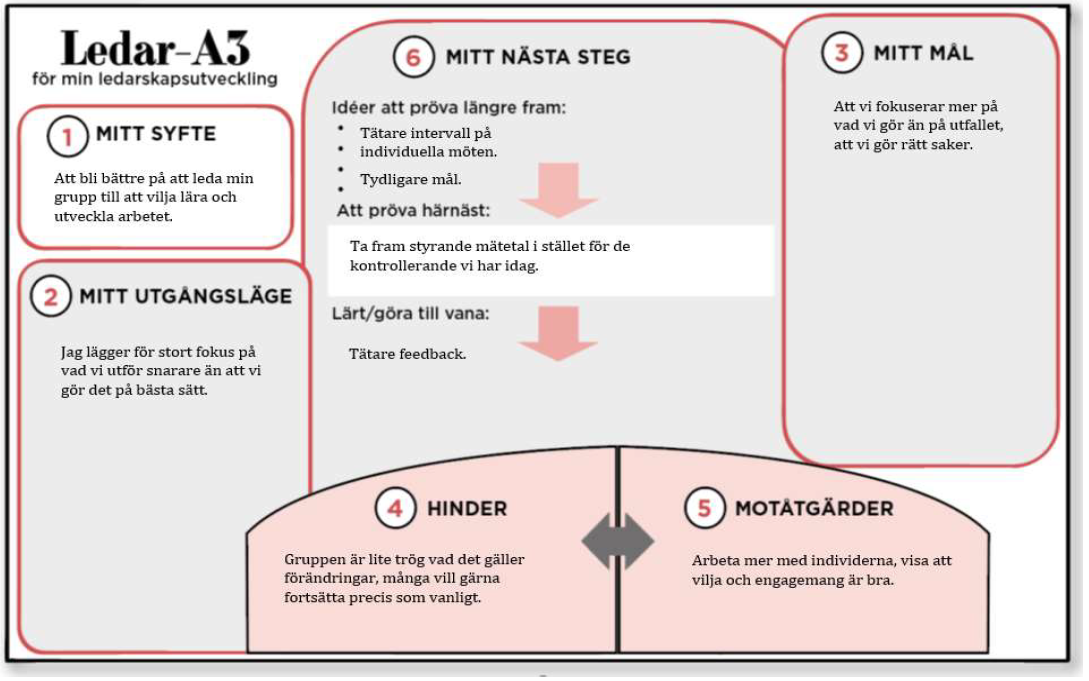 Ledar-A3
för min ledarskapsutveckling
1 MITT SYFTE
Att bli bättre på att leda min
grupp till att vilja lära och
utveckla arbetet.
2 MITT UTGÅNGSLÄGE
Jag lägger för stort fokus på
vad vi utför snarare än att vi
gör det på bästa sätt.
6 MITT NÄSTA STEG
Idéer att pröva längre fram:
• Tätare intervall på
• individuella möten.
• Tydligare mål.
•
Att pröva härnäst:
Ta fram styrande mätetal i stället för de
kontrollerande vi har idag.
Lärt/göra till vana:
Tätare feedback.
3 MITT MÅL
Att vi fokuserar mer på
vad vi gör än på utfallet,
att vi gör rätt saker.
4 HINDER
Gruppen är lite trög vad det gäller
förändringar, många vill gärna
fortsätta precis som vanligt.
5 MOTÅTGÄRDER
Arbeta mer med individerna, visa att
vilja och engagemang är bra.